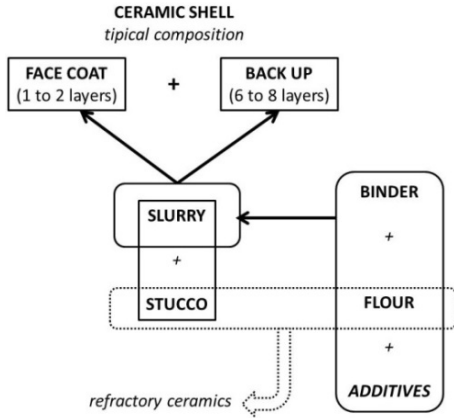 CERAMIC SHELL
tipical composition
FACE COAT
(1 to 2 layers)
+
BACK UP
(6 to 8 layers)
SLURRY
+
STUCCO
BINDER
+
FLOUR
+
ADDITIVES
refractory ceramics